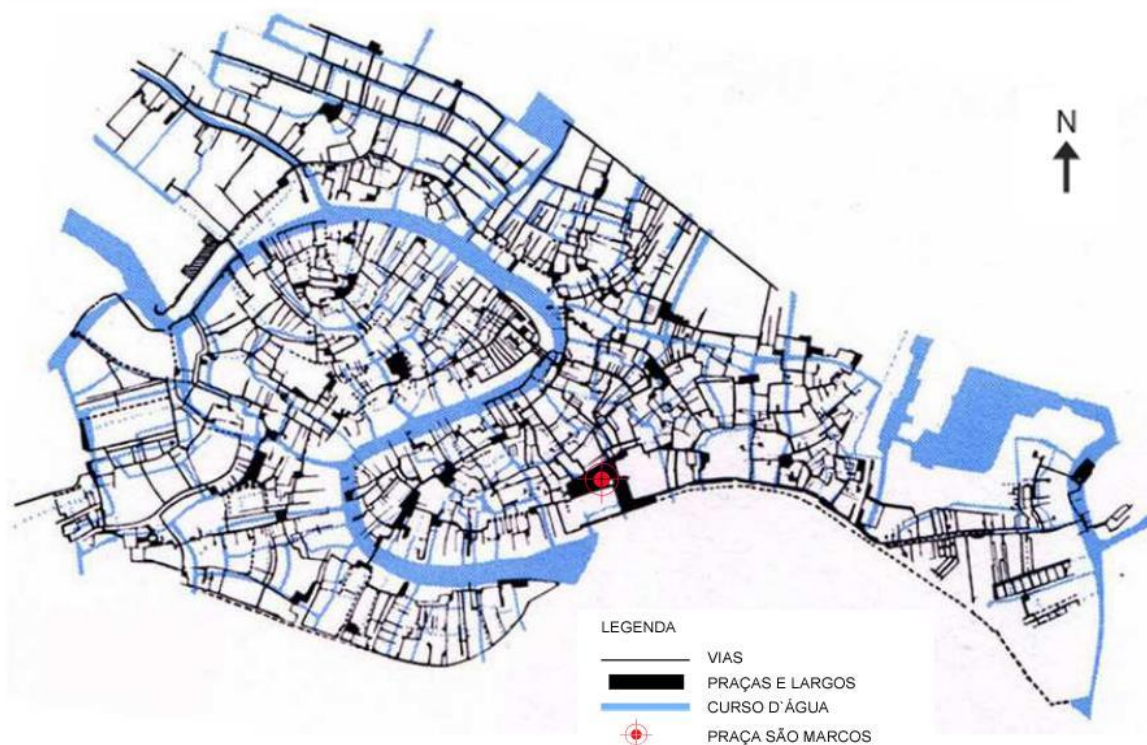 N
LEGENDA
VIAS
PRAÇAS E LARGOS
CURSO D`ÁGUA
PRAÇA SÃO MARCOS